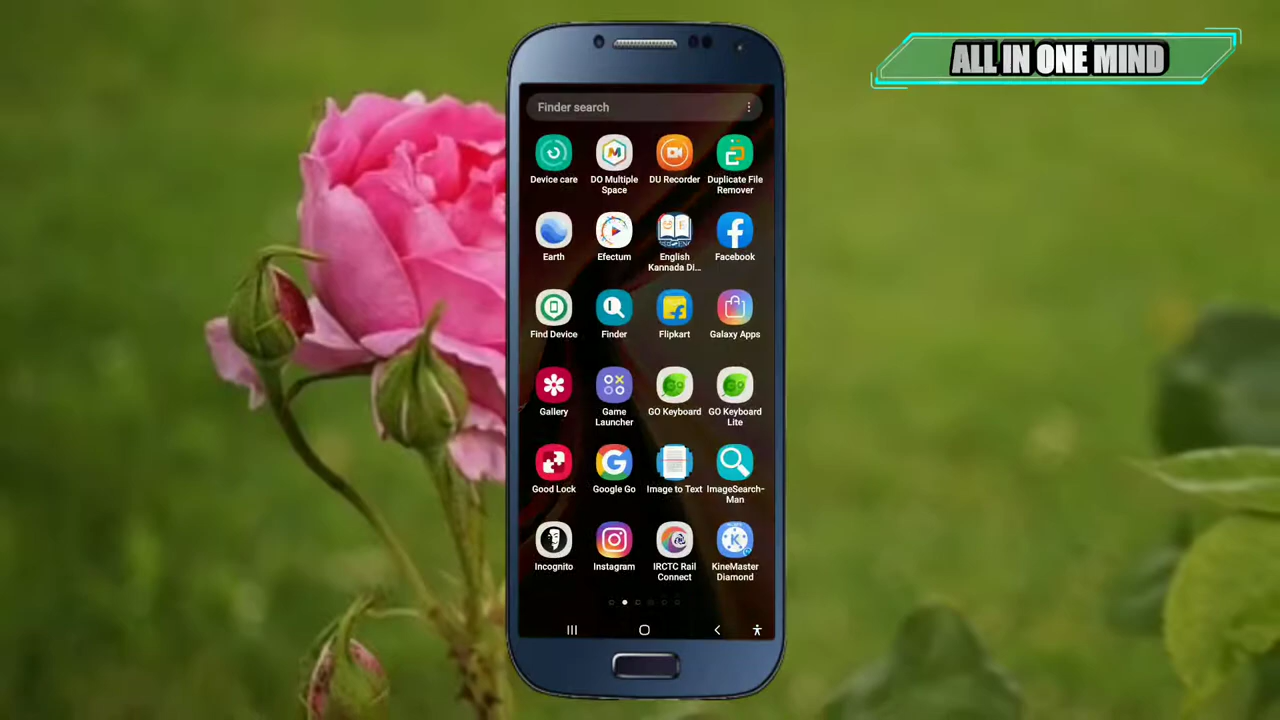 ALL IN ONE MIND
Finder search
Device care
DO Multiple
Space
DU Recorder
Duplicate File
Remover
Earth
Efectum
English
Kannada Di...
Facebook
Find Device
Finder
Flipkart
Galaxy Apps
Gallery
Game
Launcher
GO Keyboard
GO Keyboard
Lite
Good Lock
Google Go
Image to Text
ImageSearch-
Man
Incognito
Instagram
IRCTC Rail
Connect
KineMaster
Diamond